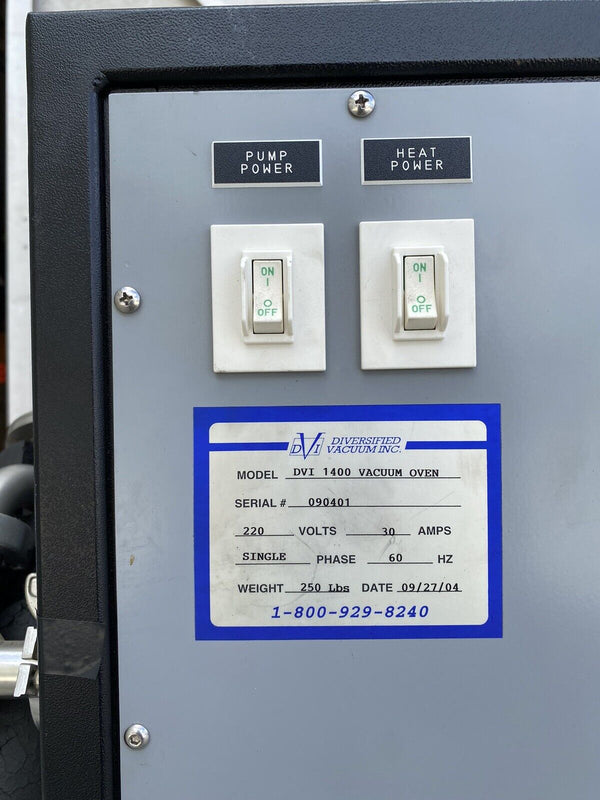 PUMP
POWER
HEAT
POWER
ON
I
O
OFF
ON
I
O
OFF
DVI DIVERSIFIED
VACUUM INC.
MODEL DVI 1400 VACUUM OVEN
SERIAL # 090401
220 VOLTS 30 AMPS
SINGLE PHASE 60 HZ
WEIGHT 250 Lbs DATE 09/27/04
1-800-929-8240